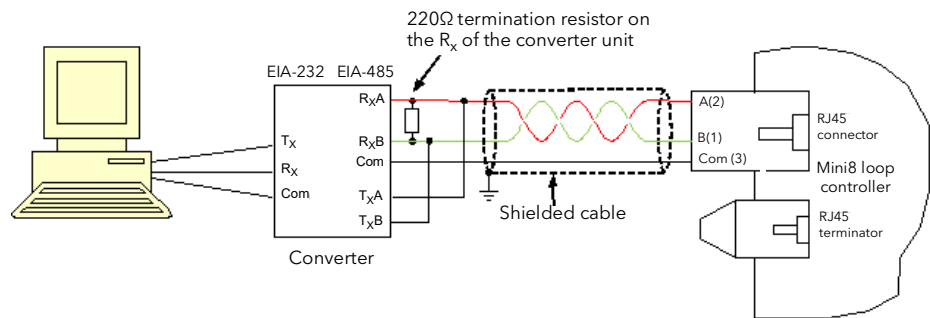 220Ω termination resistor on
the RX of the converter unit
EIA-232 EIA-485
RXA
RXB
Com
TXA
TXB
TX
RX
Com
Converter
Shielded cable
A(2)
B(1)
Com (3)
RJ45
connector
Mini8 loop
controller
RJ45
terminator